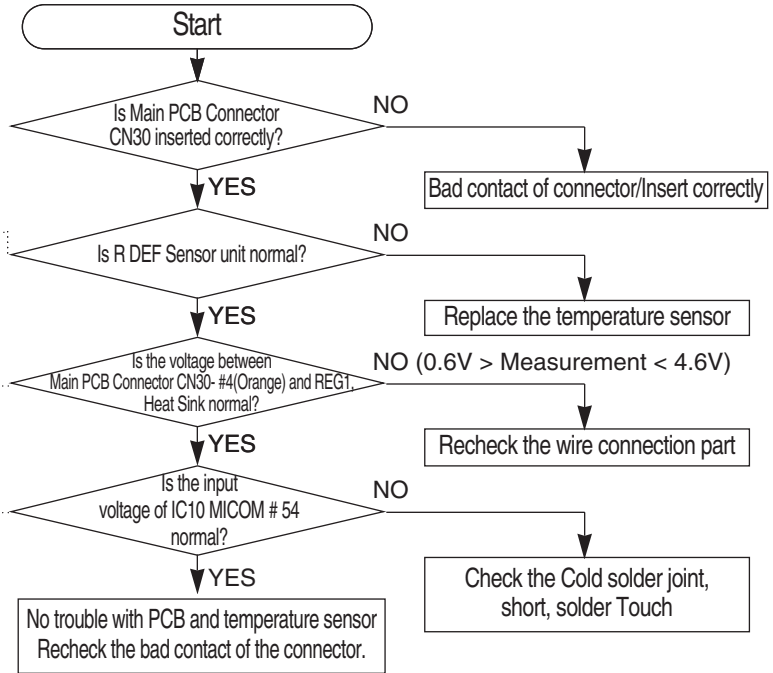 Start
Is Main PCB Connector
CN30 inserted correctly?
NO
Bad contact of connector/Insert correctly
YES
Is R DEF Sensor unit normal?
NO
Replace the temperature sensor
YES
Is the voltage between
Main PCB Connector CN30- #4(Orange) and REG1,
Heat Sink normal?
NO (0.6V > Measurement < 4.6V)
Recheck the wire connection part
YES
Is the input
voltage of IC10 MICOM # 54
normal?
NO
Check the Cold solder joint,
short, solder Touch
YES
No trouble with PCB and temperature sensor
Recheck the bad contact of the connector.